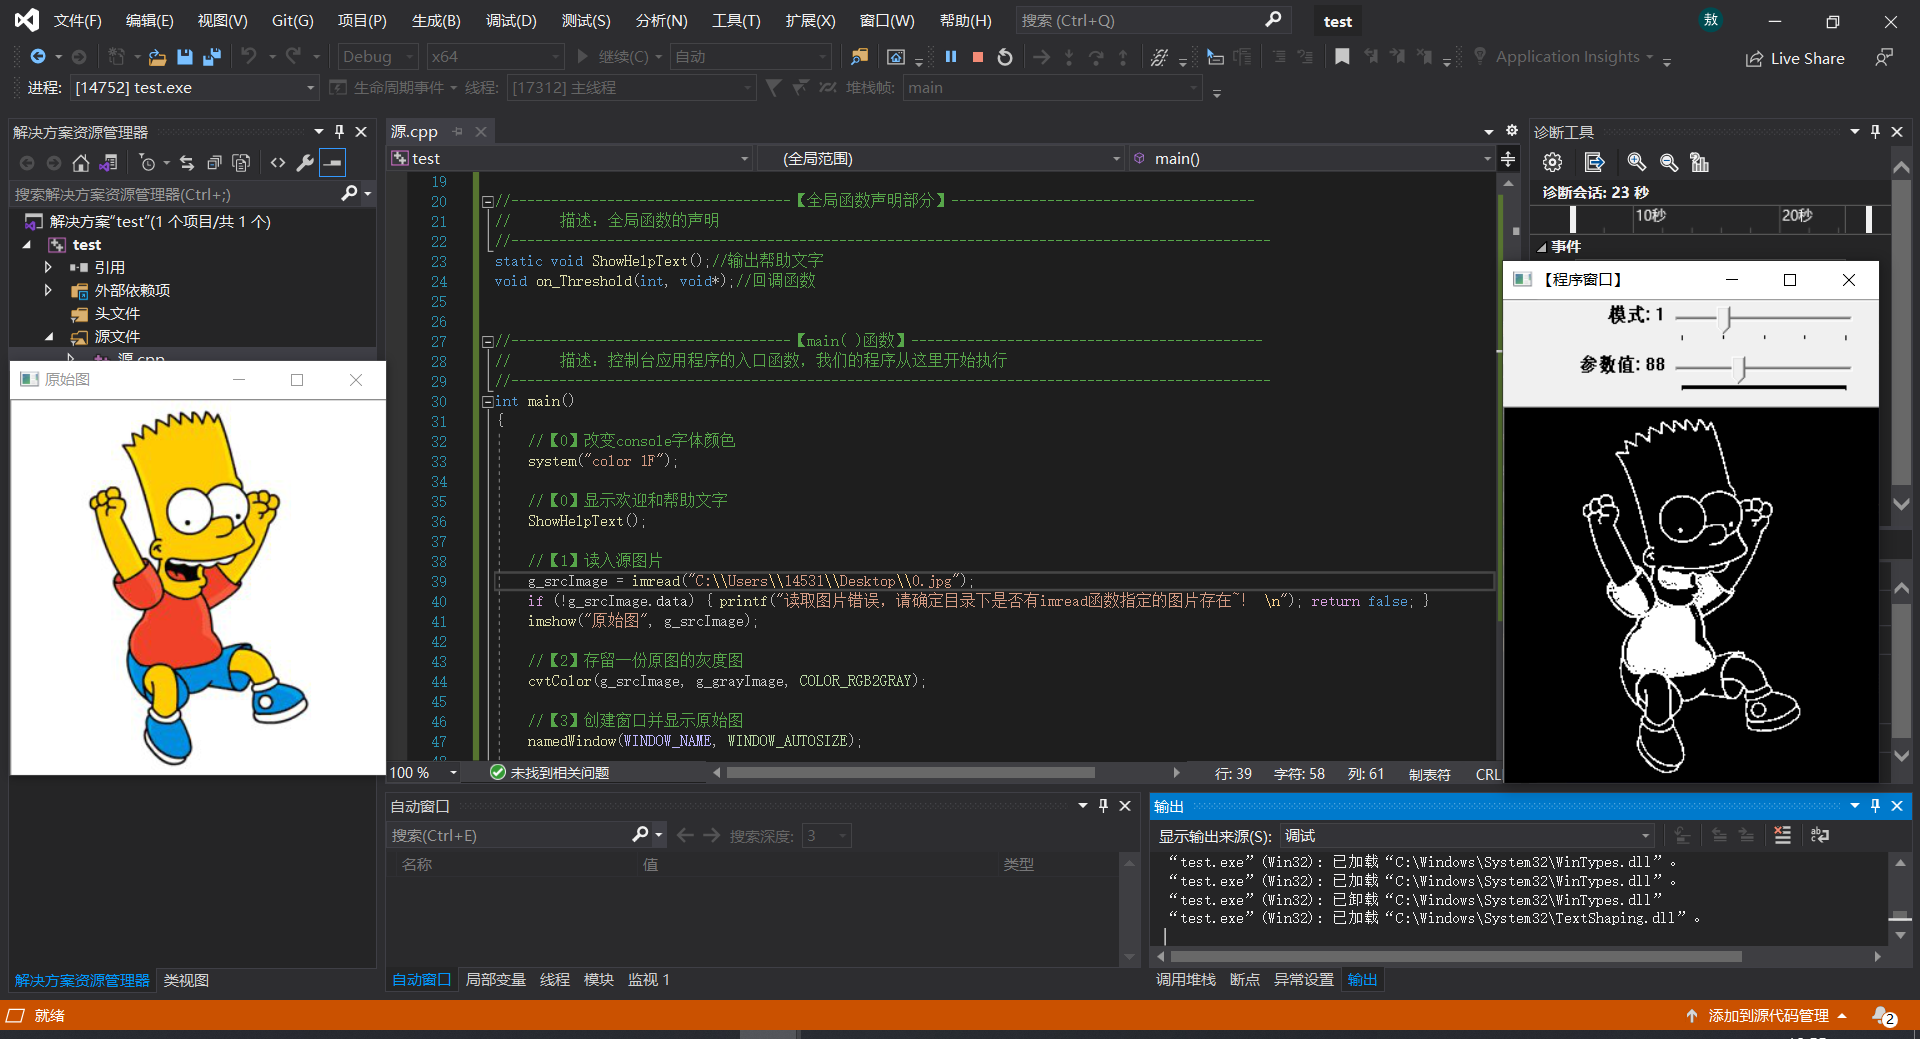 文件(F) 编辑(E) 视图(V) Git(G) 项目(P) 生成(B) 调试(D) 测试(S) 分析(N) 工具(T) 扩展(X) 窗口(W) 帮助(H) 搜索 (Ctrl+Q) test 敖
Debug x64 继续(C) 自动 Application Insights Live Share
进程: [14752] test.exe 生命周期事件 线程: [17312] 主线程 堆栈帧: main
解决方案资源管理器
搜索解决方案资源管理器(Ctrl+;)
解决方案"test"(1 个项目/共 1 个)
test
引用
外部依赖项
头文件
源文件
源.cpp
原始图
解决方案资源管理器 类视图
源.cpp
test (全局范围) main()
19
20 //-----------------------------------【全局函数声明部分】--------------------------------------
21 //      描述: 全局函数的声明
22 //-----------------------------------------------------------------------------------------------
23 static void ShowHelpText();//输出帮助文字
24 void on_Threshold(int, void*);//回调函数
25
26
27 //-----------------------------------【main( )函数】--------------------------------------------
28 //      描述: 控制台应用程序的入口函数，我们的程序从这里开始执行
29 //-----------------------------------------------------------------------------------------------
30 int main()
31 {
32     //【0】改变console字体颜色
33     system("color 1F");
34
35     //【0】显示欢迎和帮助文字
36     ShowHelpText();
37
38     //【1】读入源图片
39     g_srcImage = imread("C:\\Users\\14531\\Desktop\\0.jpg");
40     if (!g_srcImage.data) { printf("读取图片错误，请确定目录下是否有imread函数指定的图片存在~!  \n"); return false; }
41     imshow("原始图", g_srcImage);
42
43     //【2】存留一份原图的灰度图
44     cvtColor(g_srcImage, g_grayImage, COLOR_RGB2GRAY);
45
46     //【3】创建窗口并显示原始图
47     namedWindow(WINDOW_NAME, WINDOW_AUTOSIZE);
100 % 未找到相关问题 行: 39 字符: 58 列: 61 制表符 CRL
诊断工具
诊断会话: 23 秒
10秒 20秒
事件
【程序窗口】
模式: 1
参数值: 88
自动窗口
搜索(Ctrl+E) 搜索深度: 3
名称 值 类型
自动窗口 局部变量 线程 模块 监视 1
输出
显示输出来源(S): 调试
“test.exe”(Win32): 已加载“C:\Windows\System32\WinTypes.dll”。
“test.exe”(Win32): 已加载“C:\Windows\System32\WinTypes.dll”。
“test.exe”(Win32): 已卸载“C:\Windows\System32\WinTypes.dll”
“test.exe”(Win32): 已加载“C:\Windows\System32\TextShaping.dll”。
调用堆栈 断点 异常设置 输出
就绪 添加到源代码管理 2